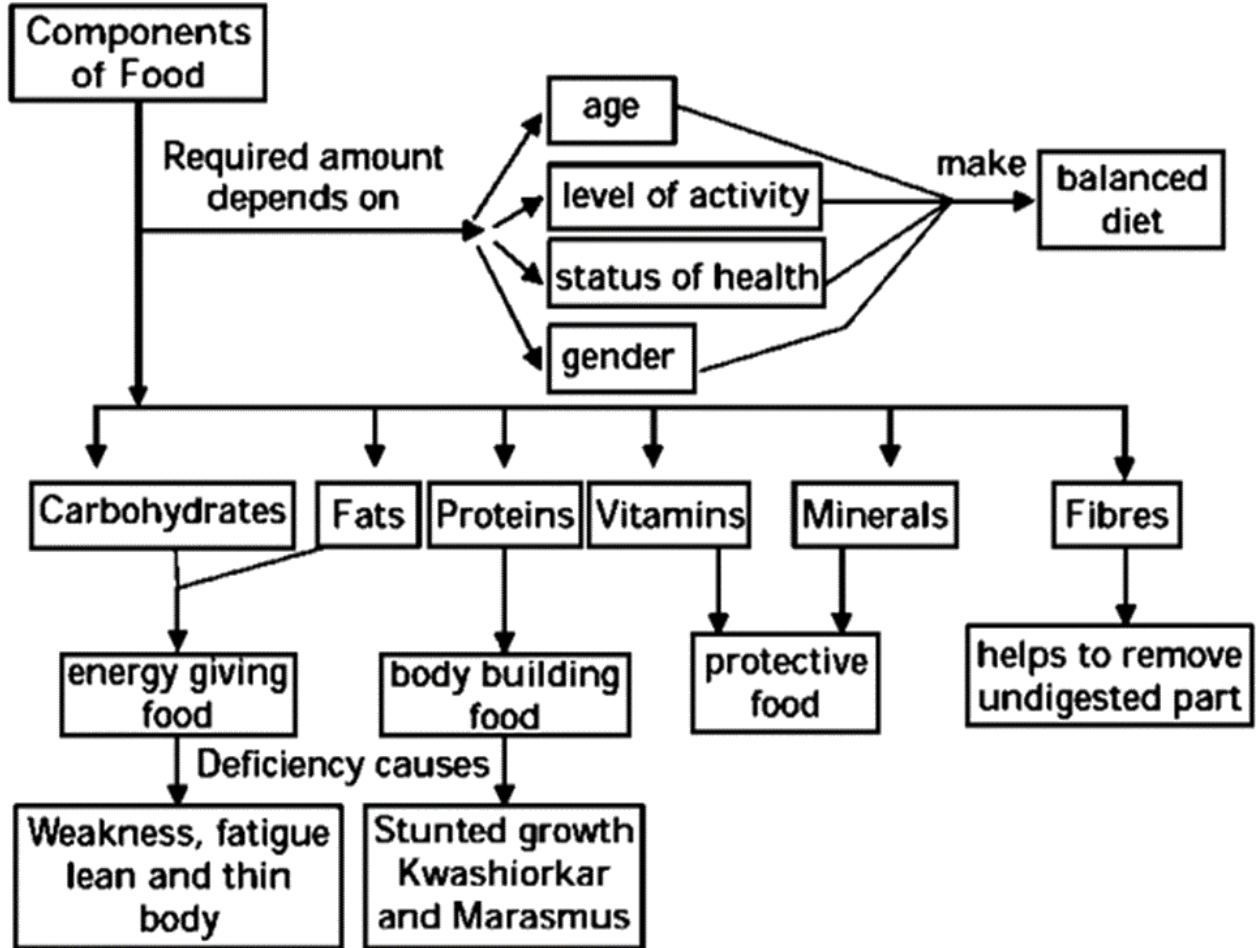 Components
of Food
Required amount
depends on
age
level of activity
status of health
gender
make
balanced
diet
Carbohydrates
Fats
Proteins
Vitamins
Minerals
Fibres
energy giving
food
body building
food
protective
food
helps to remove
undigested part
Deficiency causes
Weakness, fatigue
lean and thin
body
Stunted growth
Kwashiorkar
and Marasmus